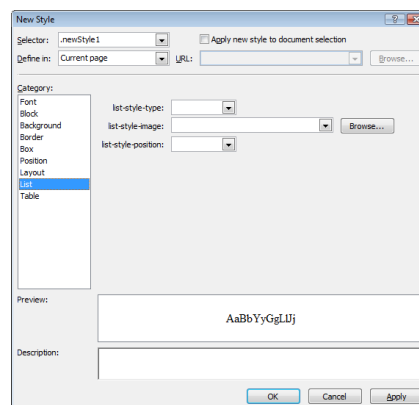 New Style
Selector: .newStyle1 Apply new style to document selection
Define in: Current page URL: Browse...
Category:
Font
Block
Background
Border
Box
Position
Layout
List
Table
list-style-type:
list-style-image: Browse...
list-style-position:
Preview:
AaBbYyGgLlJj
Description:
OK Cancel Apply